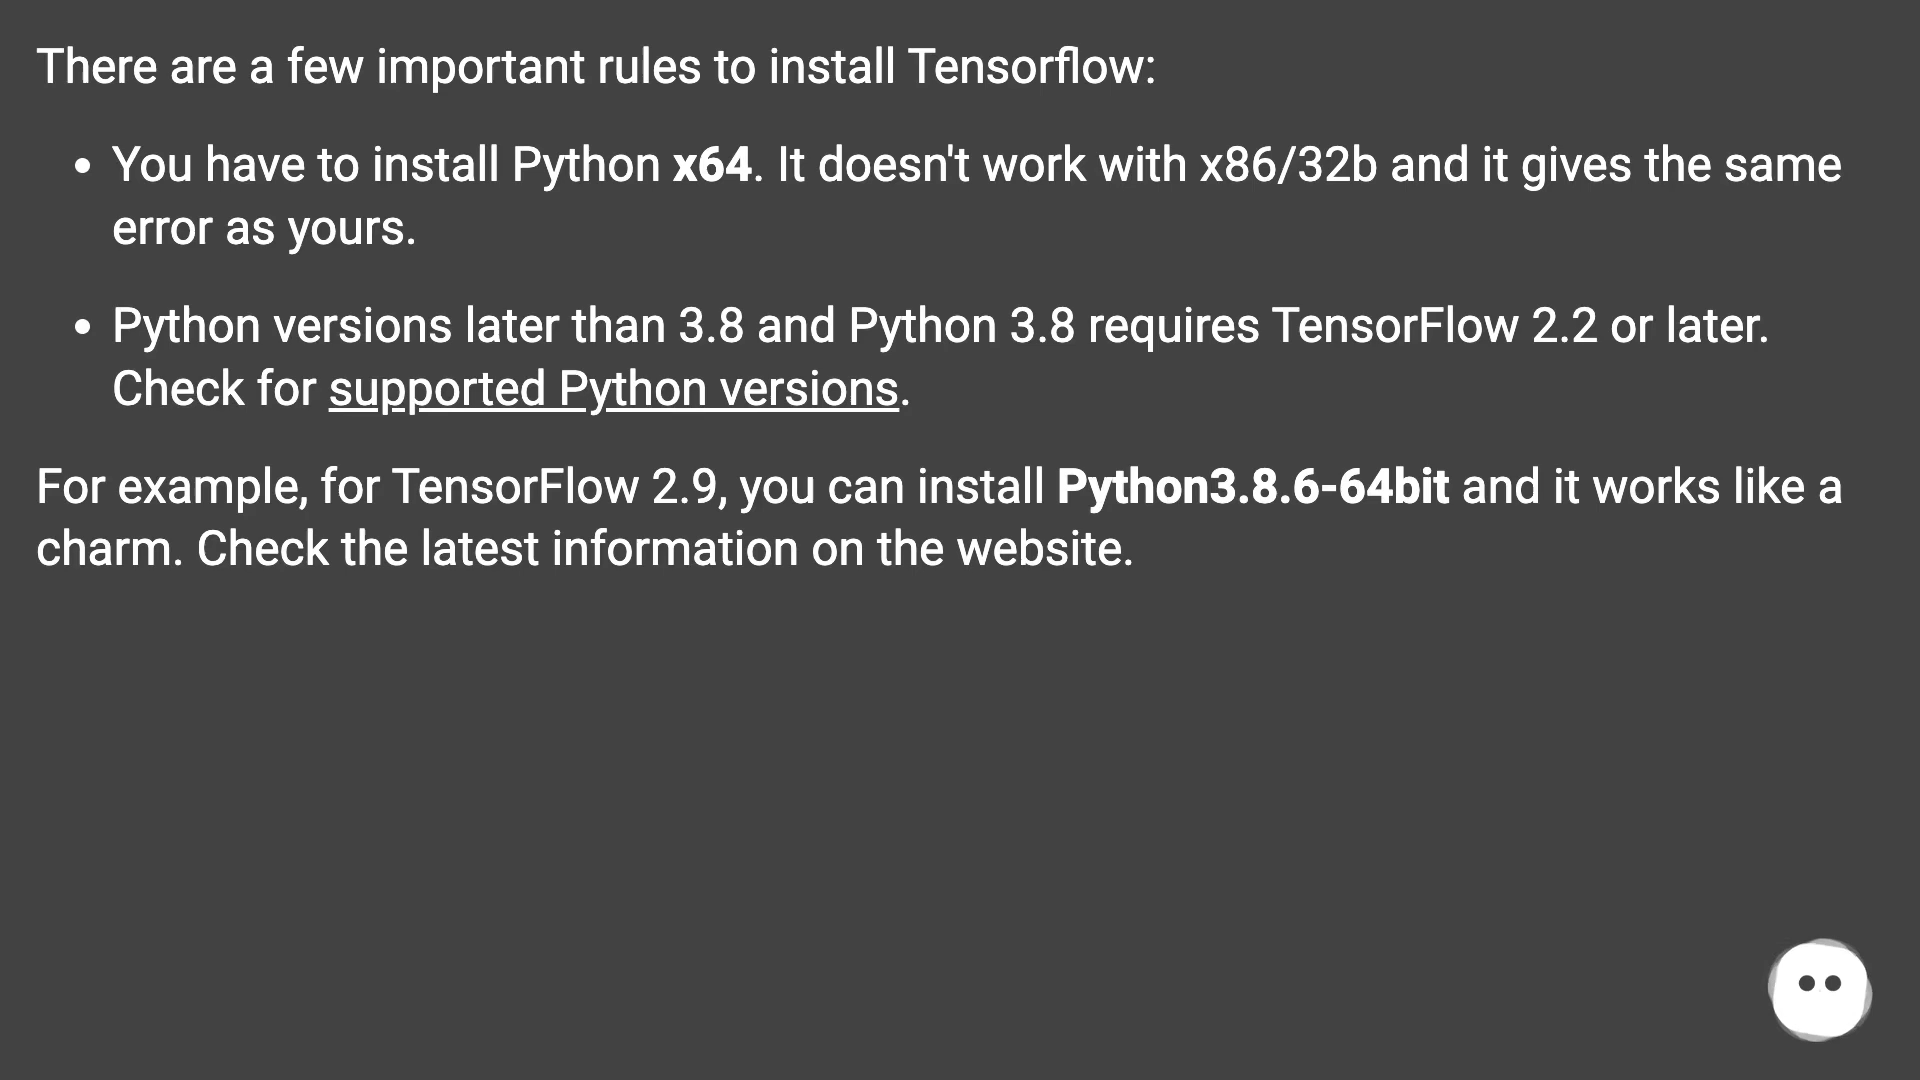 There are a few important rules to install Tensorflow:
• You have to install Python x64. It doesn't work with x86/32b and it gives the same
error as yours.
• Python versions later than 3.8 and Python 3.8 requires TensorFlow 2.2 or later.
Check for supported Python versions.
For example, for TensorFlow 2.9, you can install Python3.8.6-64bit and it works like a
charm. Check the latest information on the website.